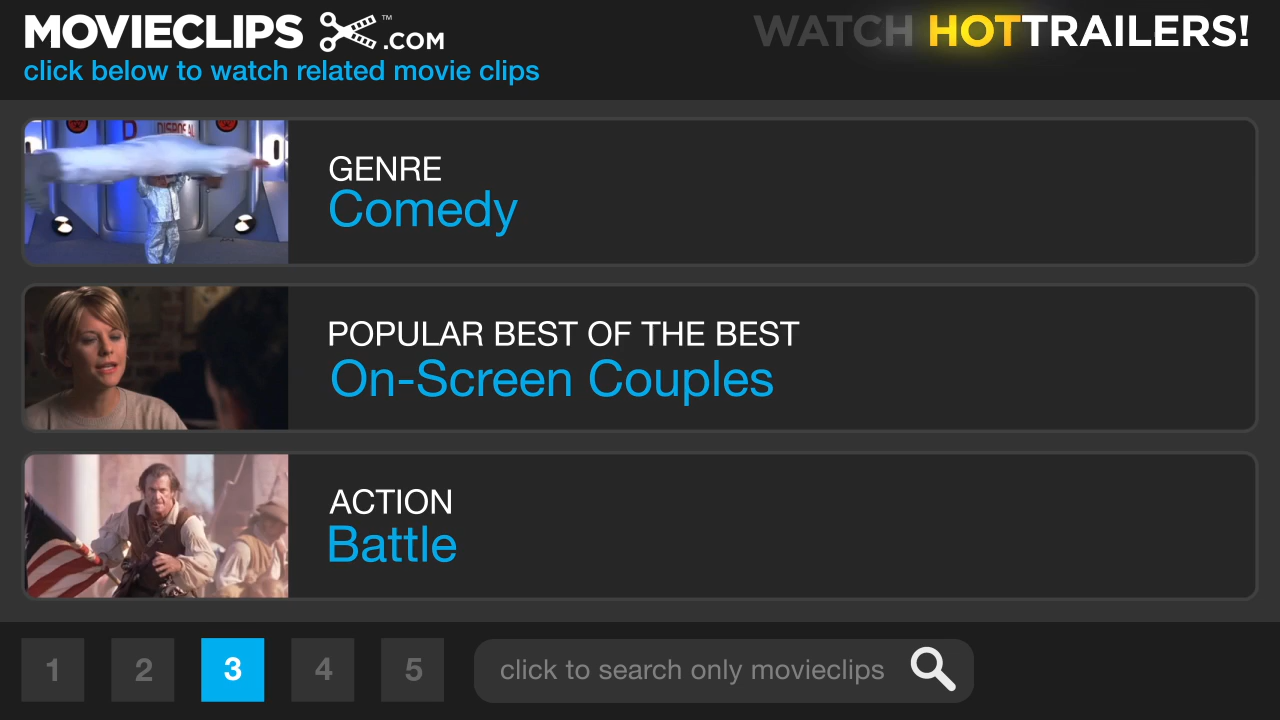 MOVIECLIPS ™ .COM
WATCH HOTTRAILERS!
click below to watch related movie clips
D DISPOSAL
GENRE
Comedy
POPULAR BEST OF THE BEST
On-Screen Couples
ACTION
Battle
1 2 3 4 5
click to search only movieclips